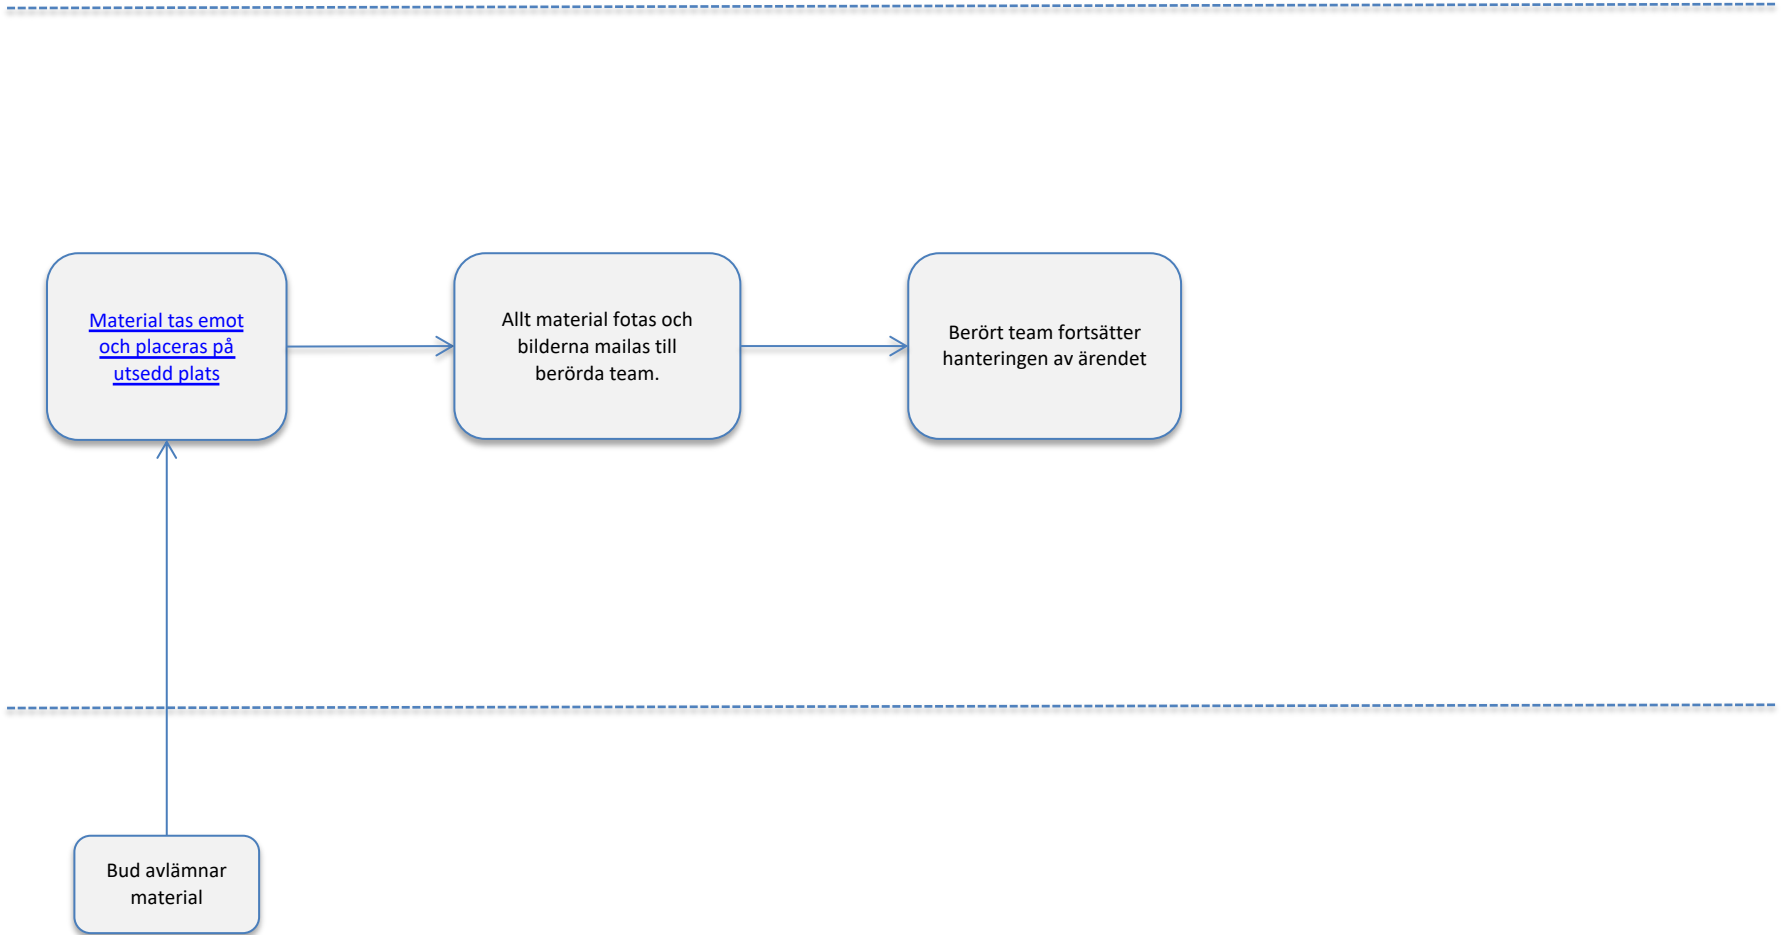 Material tas emot
och placeras på
utsedd plats
Allt material fotas och
bilderna mailas till
berörda team.
Berört team fortsätter
hanteringen av ärendet
Bud avlämnar
material